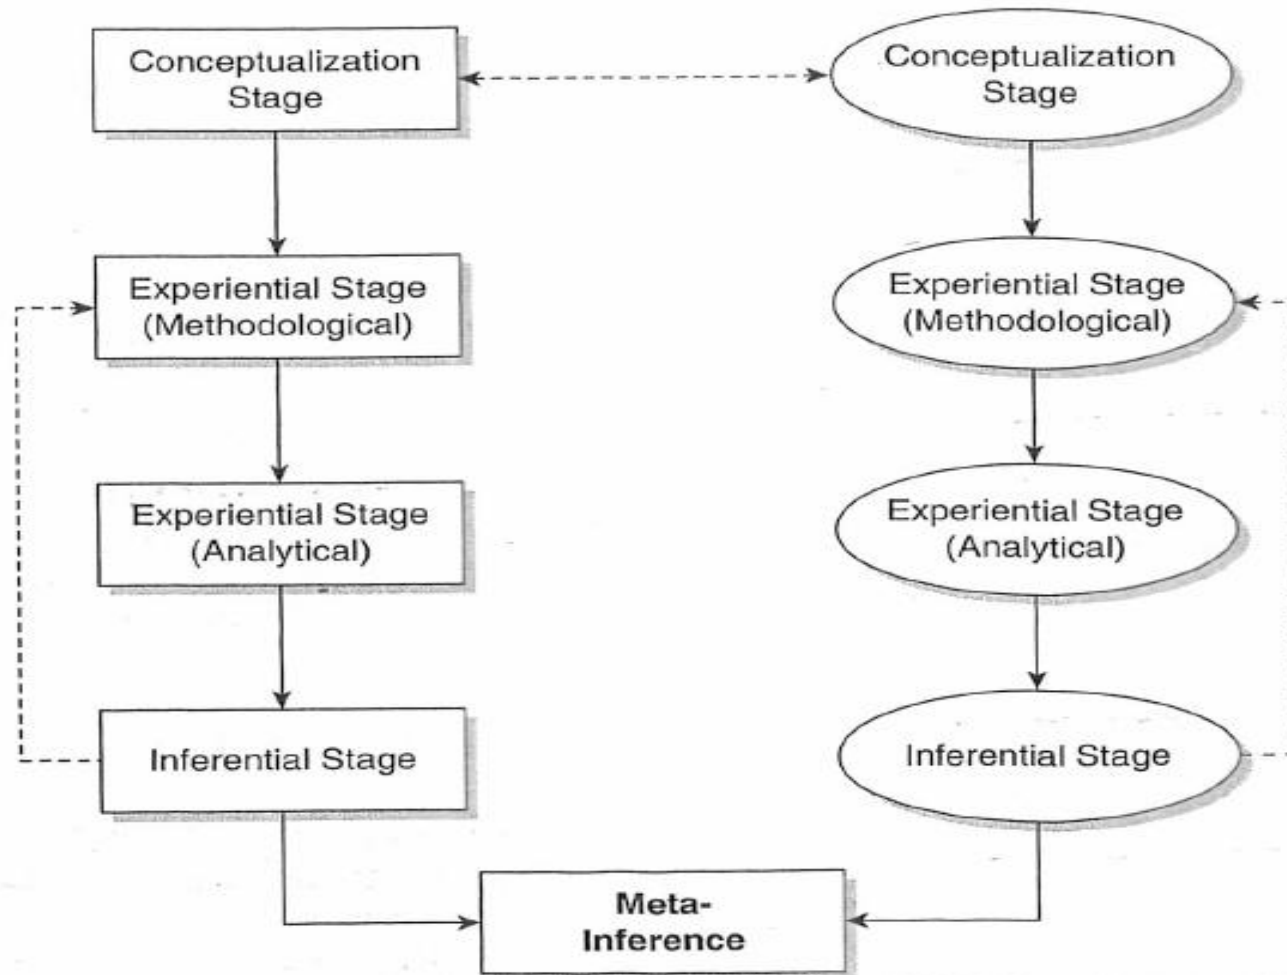 Conceptualization
Stage
Conceptualization
Stage
Experiential Stage
(Methodological)
Experiential Stage
(Methodological)
Experiential Stage
(Analytical)
Experiential Stage
(Analytical)
Inferential Stage
Inferential Stage
Meta-
Inference